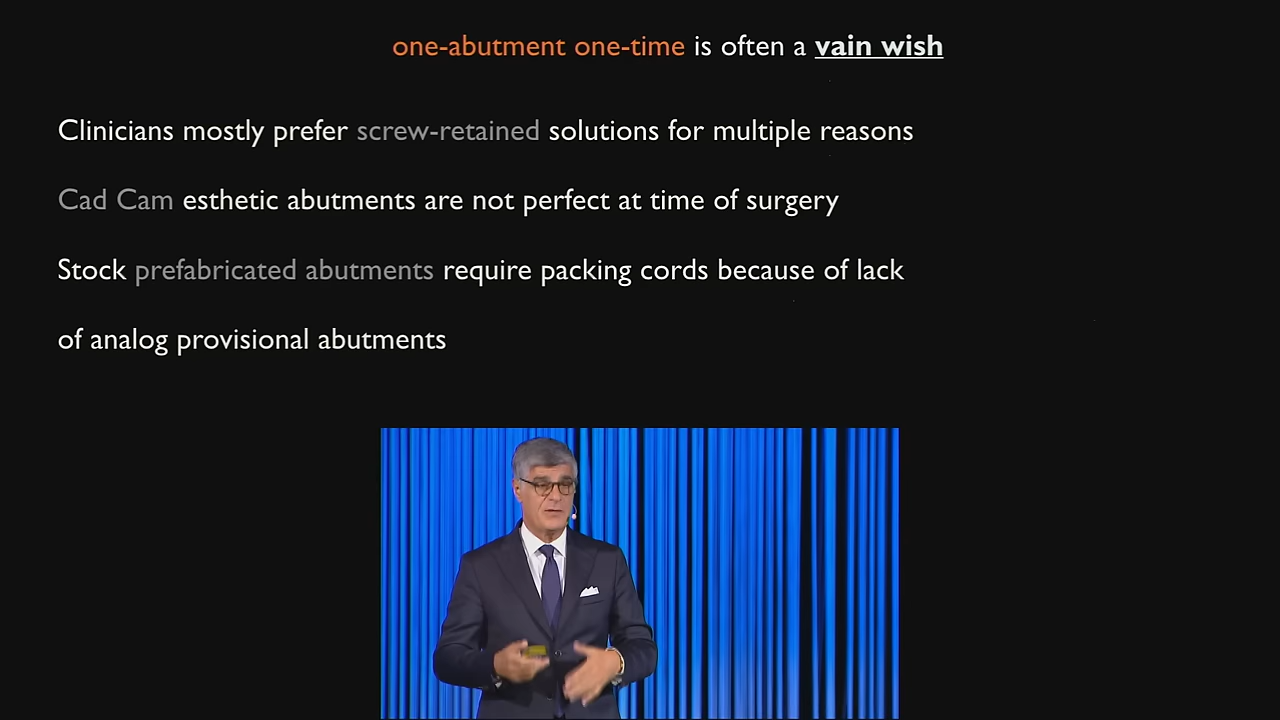 one-abutment one-time is often a vain wish
Clinicians mostly prefer screw-retained solutions for multiple reasons
Cad Cam esthetic abutments are not perfect at time of surgery
Stock prefabricated abutments require packing cords because of lack
of analog provisional abutments